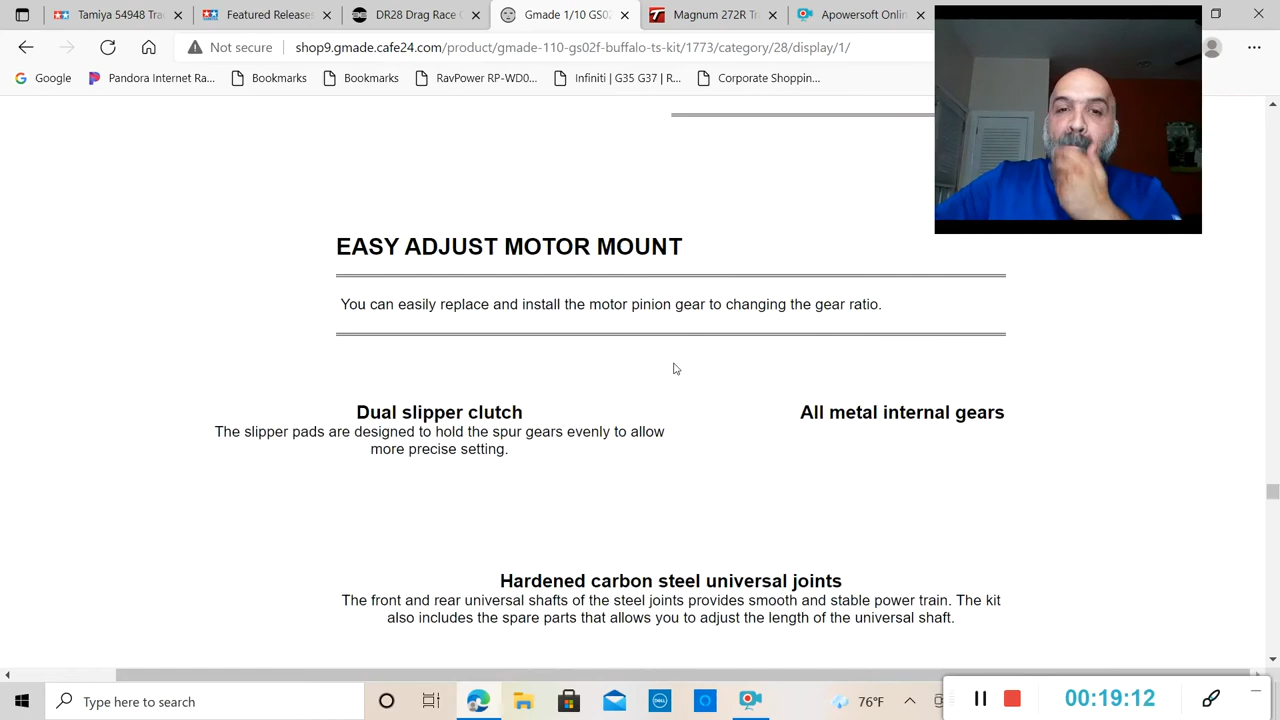 Tamiya 54948 Tra
Featured Releases
DR28 Drag Race C
Gmade 1/10 GS02
Magnum 272R Tr
Apowersoft Onlin
Not secure
shop9.gmade.cafe24.com/product/gmade-110-gs02f-buffalo-ts-kit/1773/category/28/display/1/
Google
Pandora Internet Ra...
Bookmarks
Bookmarks
RavPower RP-WD0...
Infiniti | G35 G37 | R...
Corporate Shoppin...
EASY ADJUST MOTOR MOUNT
You can easily replace and install the motor pinion gear to changing the gear ratio.
Dual slipper clutch
The slipper pads are designed to hold the spur gears evenly to allow
more precise setting.
All metal internal gears
Hardened carbon steel universal joints
The front and rear universal shafts of the steel joints provides smooth and stable power train. The kit
also includes the spare parts that allows you to adjust the length of the universal shaft.
Type here to search
DELL
76°F
00:19:12